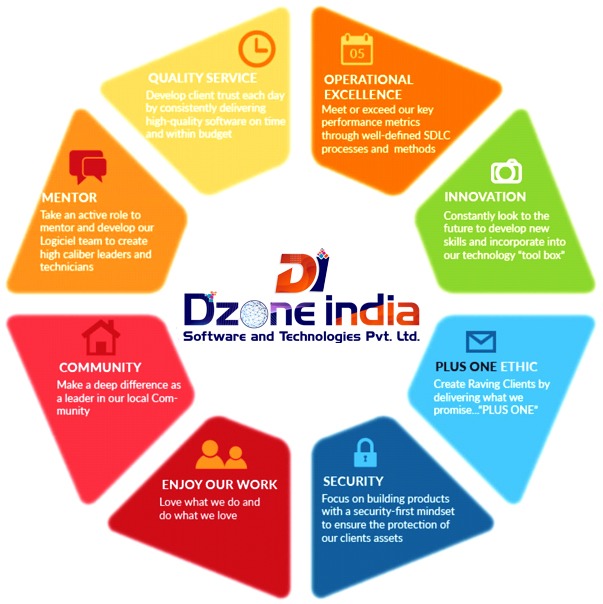 QUALITY SERVICE
Develop client trust each day
by consistently delivering
high-quality software on time
and within budget
05
OPERATIONAL
EXCELLENCE
Meet or exceed our key
performance metrics
through well-defined SDLC
processes and methods
MENTOR
Take an active role to
mentor and develop our
Logiciel team to create
high caliber leaders and
technicians
INNOVATION
Constantly look to the
future to develop new
skills and incorporate into
our technology "tool box"
DI
D'zone india
Software and Technologies Pvt. Ltd.
COMMUNITY
Make a deep difference as
a leader in our local Com-
munity
PLUS ONE ETHIC
Create Raving Clients by
delivering what we
promise..."PLUS ONE"
ENJOY OUR WORK
Love what we do and
do what we love
SECURITY
Focus on building products
with a security-first mindset
to ensure the protection of
our clients assets